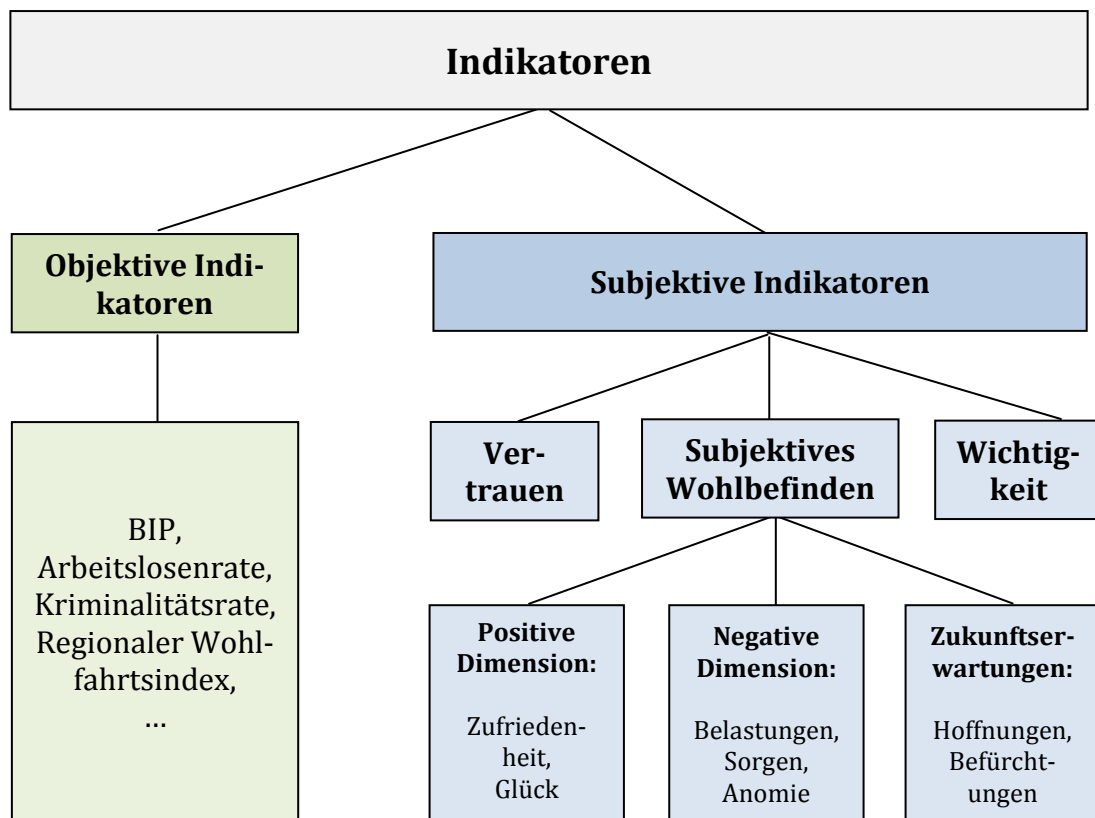 Indikatoren
Objektive Indi-
katoren
Subjektive Indikatoren
BIP,
Arbeitslosenrate,
Kriminalitätsrate,
Regionaler Wohl-
fahrtsindex,
…
Ver-
trauen
Subjektives
Wohlbefinden
Wichtig-
keit
Positive
Dimension:
Zufrieden-
heit,
Glück
Negative
Dimension:
Belastungen,
Sorgen,
Anomie
Zukunftser-
wartungen:
Hoffnungen,
Befürcht-
ungen